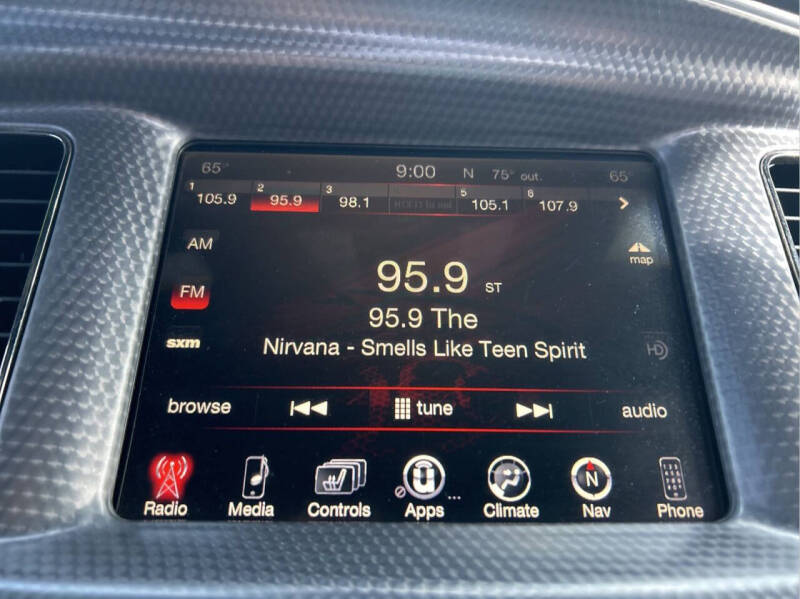 65° 9:00 N 75° out. 65°
1 105.9 2 95.9 3 98.1 5 105.1 6 107.9
AM
map
95.9 ST
FM
95.9 The
sxm
Nirvana - Smells Like Teen Spirit
HD
browse tune audio
N
Radio Media Controls Apps ... Climate Nav Phone